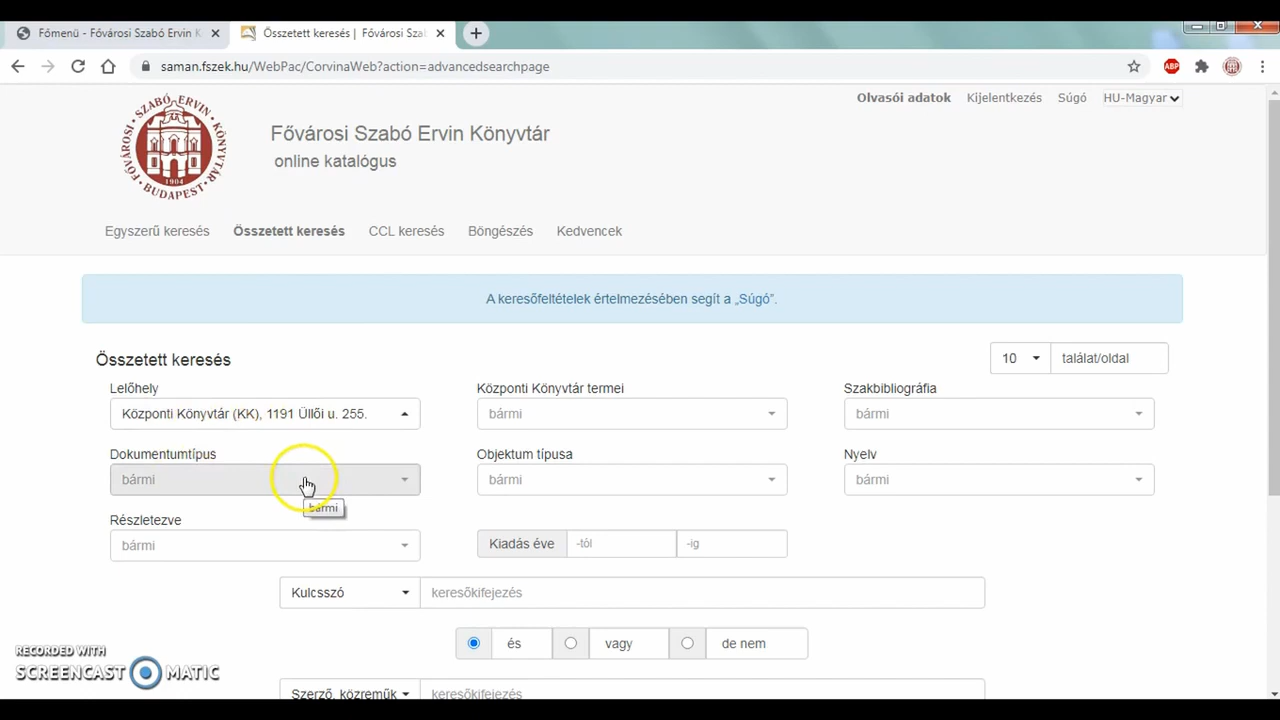 Főmenü - Fővárosi Szabó Ervin K
Összetett keresés | Fővárosi Sza
saman.fszek.hu/WebPac/CorvinaWeb?action=advancedsearchpage
ABP
Olvasói adatok Kijelentkezés Súgó HU-Magyar
FŐVÁROSI SZABÓ ERVIN KÖNYVTÁR
1904
BUDAPEST
Fővárosi Szabó Ervin Könyvtár
online katalógus
Egyszerű keresés Összetett keresés CCL keresés Böngészés Kedvencek
A keresőfeltételek értelmezésében segít a „Súgó”.
Összetett keresés
10 találat/oldal
Lelőhely Központi Könyvtár termei Szakbibliográfia
Központi Könyvtár (KK), 1191 Üllői u. 255. bármi bármi
Dokumentumtípus Objektum típusa Nyelv
bármi bármi bármi
bármi
Részletezve
bármi Kiadás éve -tól -ig
Kulcsszó keresőkifejezés
és vagy de nem
Szerző, közreműk keresőkifejezés
RECORDED WITH
SCREENCAST MATIC